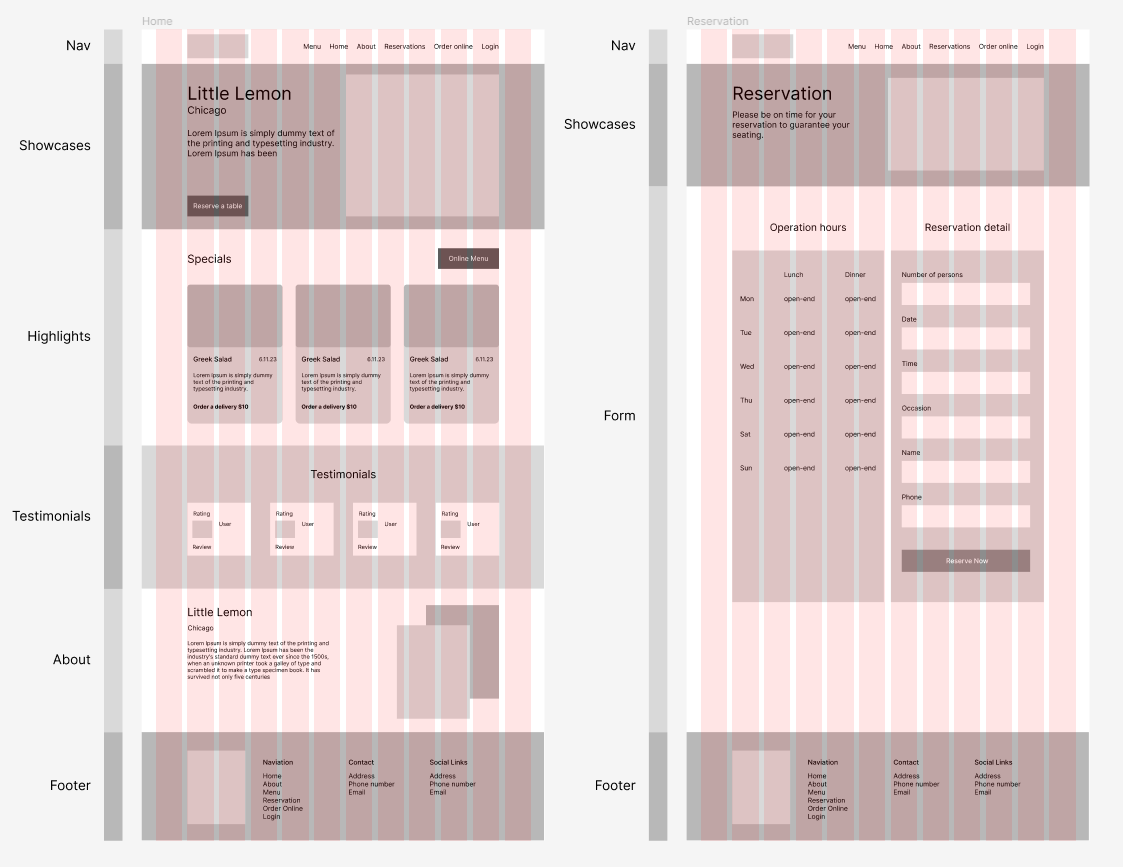 Home
Nav
Menu Home About Reservations Order online Login
Showcases
Little Lemon
Chicago
Lorem Ipsum is simply dummy text of
the printing and typesetting industry.
Lorem Ipsum has been
Reserve a table
Highlights
Specials
Online Menu
Greek Salad 6.11.23
Lorem Ipsum is simply dummy
text of the printing and
typesetting industry.
Order a delivery $10
Greek Salad 6.11.23
Lorem Ipsum is simply dummy
text of the printing and
typesetting industry.
Order a delivery $10
Greek Salad 6.11.23
Lorem Ipsum is simply dummy
text of the printing and
typesetting industry.
Order a delivery $10
Testimonials
Testimonials
Rating
User
Review
Rating
User
Review
Rating
User
Review
Rating
User
Review
About
Little Lemon
Chicago
Lorem Ipsum is simply dummy text of the printing and
typesetting industry. Lorem Ipsum has been the
industry's standard dummy text ever since the 1500s,
when an unknown printer took a galley of type and
scrambled it to make a type specimen book. It has
survived not only five centuries
Footer
Naviation
Home
About
Menu
Reservation
Order Online
Login
Contact
Address
Phone number
Email
Social Links
Address
Phone number
Email
Reservation
Nav
Menu Home About Reservations Order online Login
Showcases
Reservation
Please be on time for your
reservation to guarantee your
seating.
Form
Operation hours
Lunch Dinner
Mon open-end open-end
Tue open-end open-end
Wed open-end open-end
Thu open-end open-end
Sat open-end open-end
Sun open-end open-end
Reservation detail
Number of persons
Date
Time
Occasion
Name
Phone
Reserve Now
Footer
Naviation
Home
About
Menu
Reservation
Order Online
Login
Contact
Address
Phone number
Email
Social Links
Address
Phone number
Email